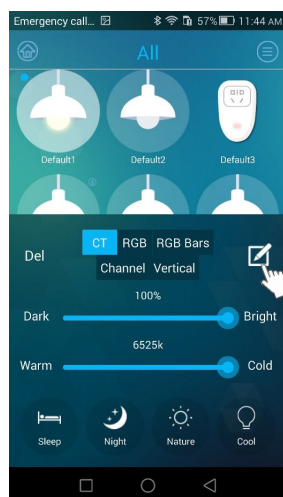 Emergency call... 57% 11:44 AM
All
Default1 Default2 Default3
Del CT RGB RGB Bars
Channel Vertical
100%
Dark Bright
6525k
Warm Cold
Sleep Night Nature Cool